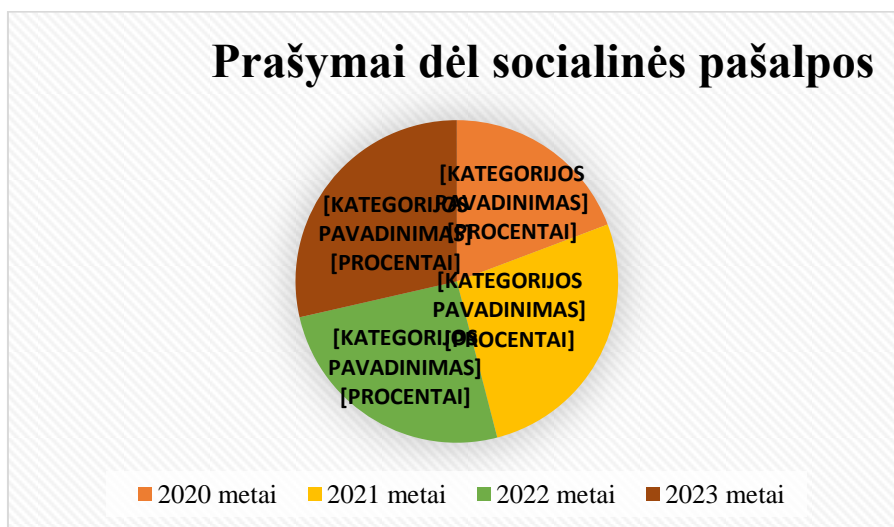 Prašymai dėl socialinės pašalpos
[KATEGORIJOS
PAVADINIMAS]
[PROCENTAI]
[KATEGORIJOS
PAVADINIMAS]
[PROCENTAI]
[KATEGORIJOS
PAVADINIMAS]
[PROCENTAI]
[KATEGORIJOS
PAVADINIMAS]
[PROCENTAI]
2020 metai
2021 metai
2022 metai
2023 metai